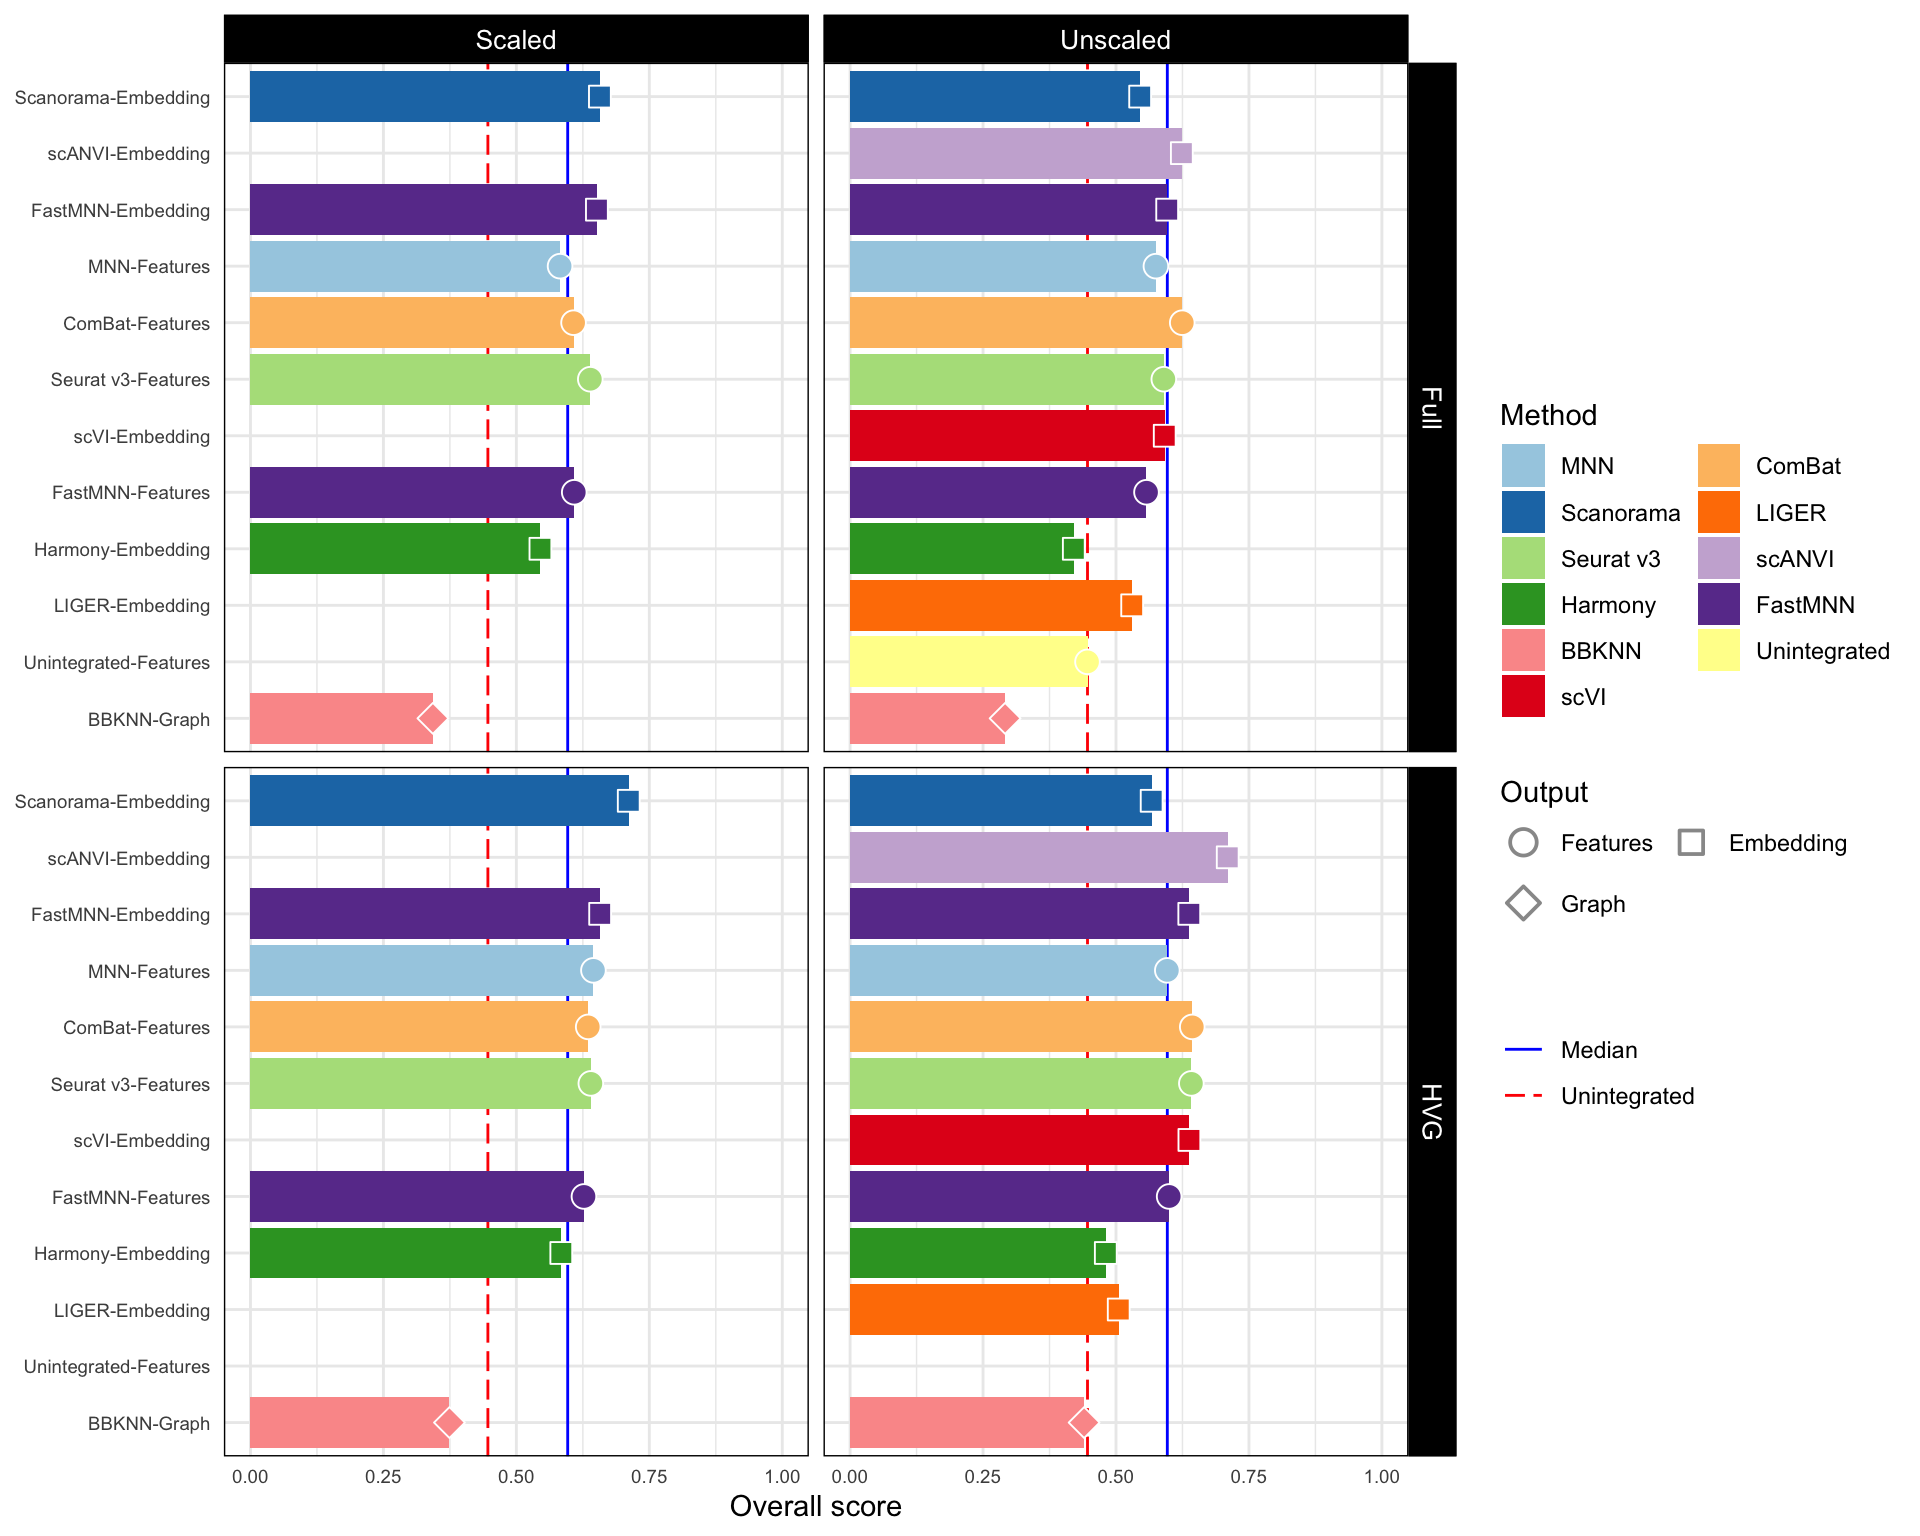 Scaled
Unscaled
Scanorama-Embedding
scANVI-Embedding
FastMNN-Embedding
MNN-Features
ComBat-Features
Seurat v3-Features
scVI-Embedding
FastMNN-Features
Harmony-Embedding
LIGER-Embedding
Unintegrated-Features
BBKNN-Graph
Full
Scanorama-Embedding
scANVI-Embedding
FastMNN-Embedding
MNN-Features
ComBat-Features
Seurat v3-Features
scVI-Embedding
FastMNN-Features
Harmony-Embedding
LIGER-Embedding
Unintegrated-Features
BBKNN-Graph
HVG
0.00 0.25 0.50 0.75 1.00
0.00 0.25 0.50 0.75 1.00
Overall score
Method
MNN
Scanorama
Seurat v3
Harmony
BBKNN
scVI
ComBat
LIGER
scANVI
FastMNN
Unintegrated
Output
Features
Embedding
Graph
Median
Unintegrated